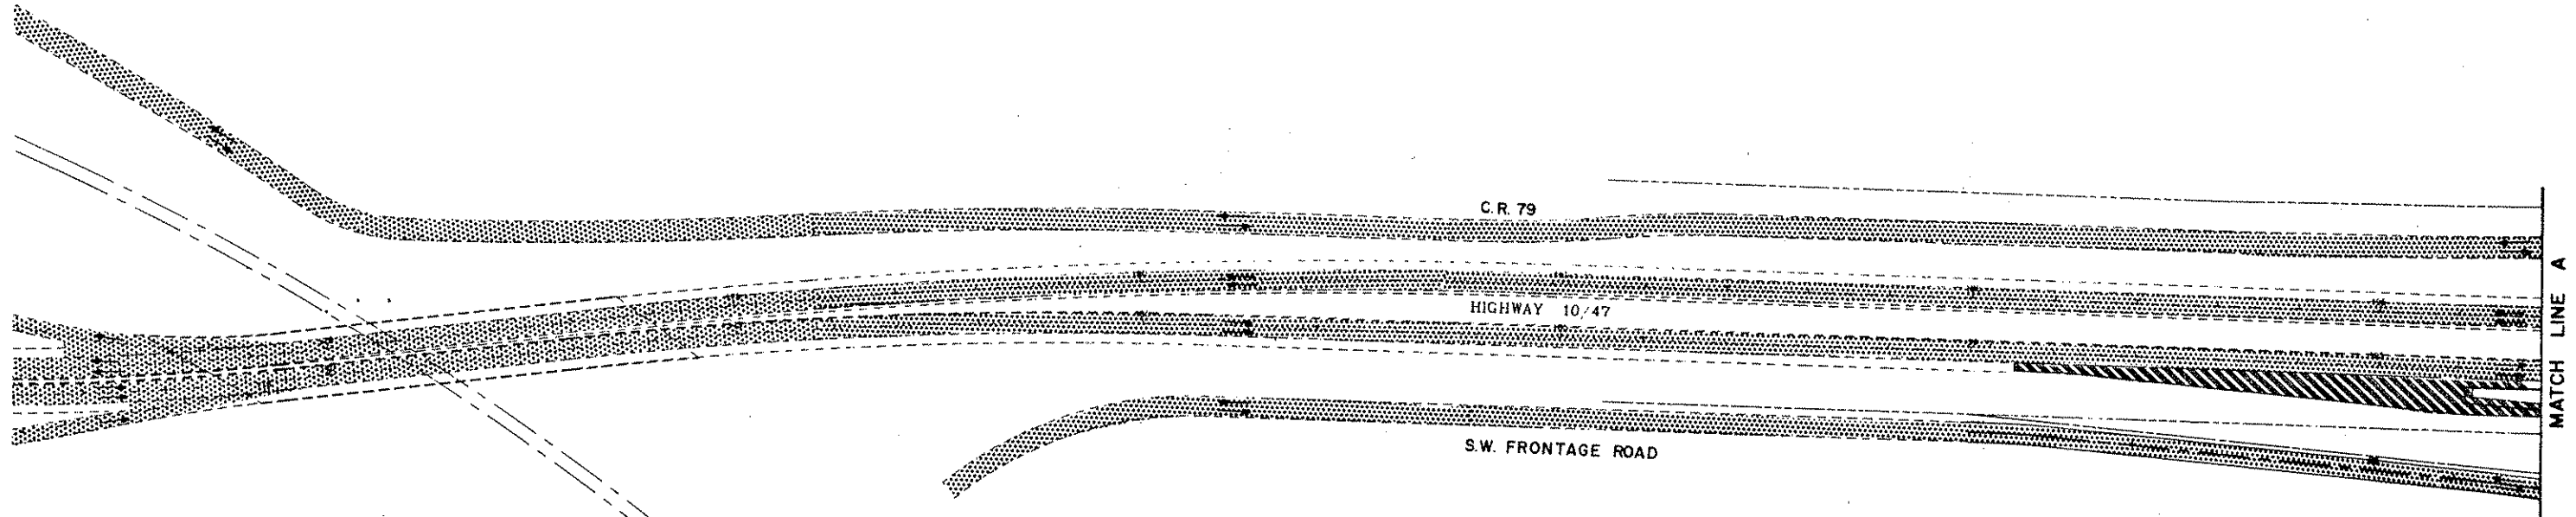 C.R. 79
HIGHWAY 10/47
S.W. FRONTAGE ROAD
MATCH LINE A